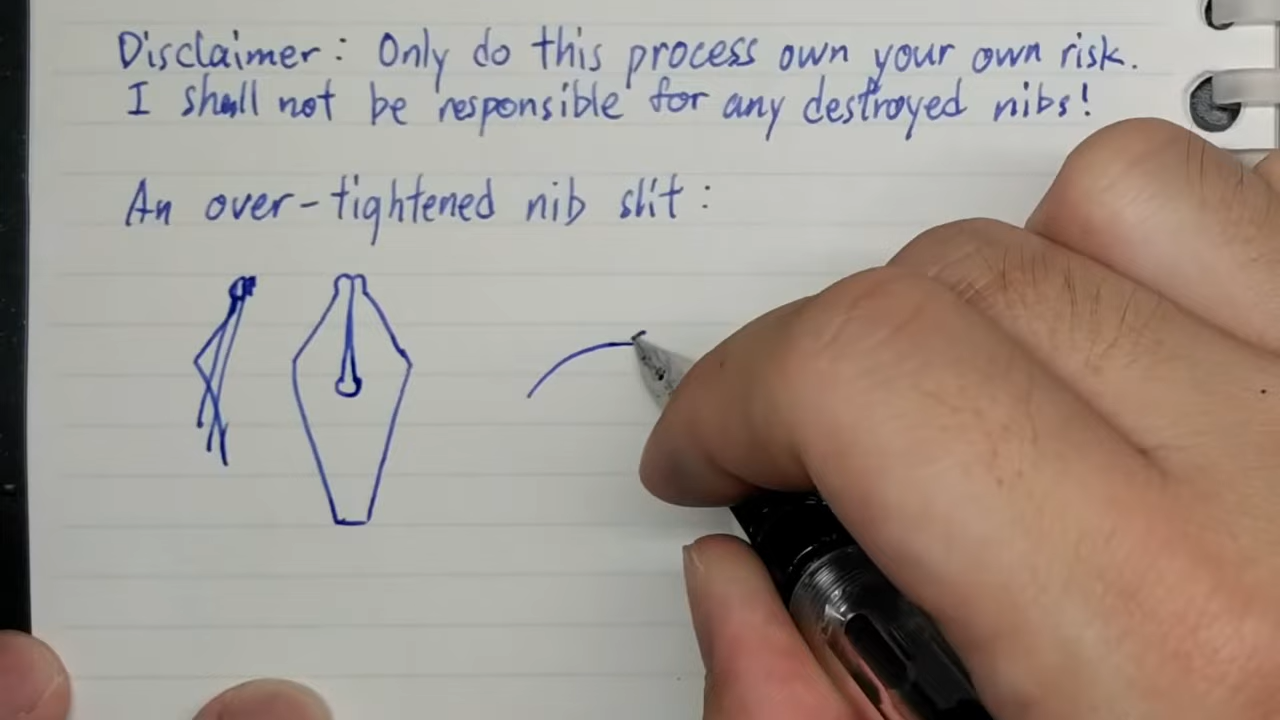 Disclaimer: Only do this process own your own risk.
I shall not be responsible for any destroyed nibs!
An over-tightened nib slit: